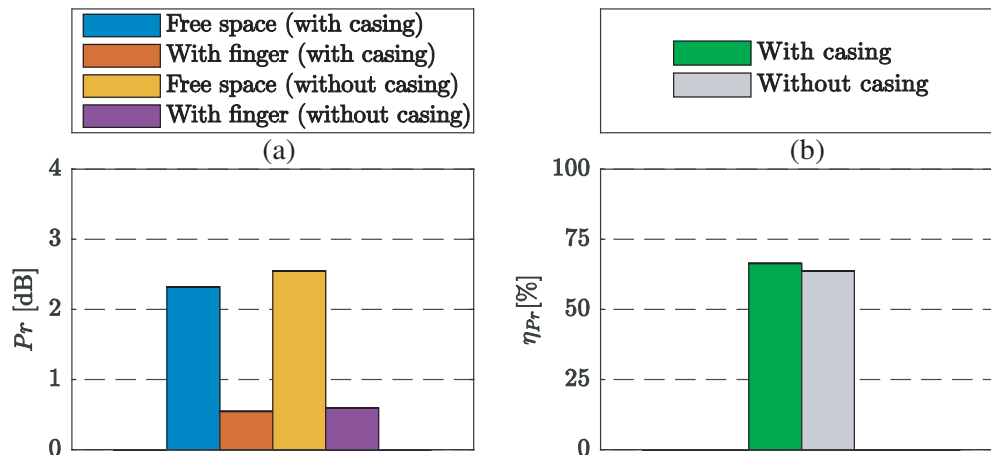 Free space (with casing)
With finger (with casing)
Free space (without casing)
With finger (without casing)
(a)
4
3
2
1
0
Pr [dB]
With casing
Without casing
(b)
100
75
50
25
0
ηPr[%]